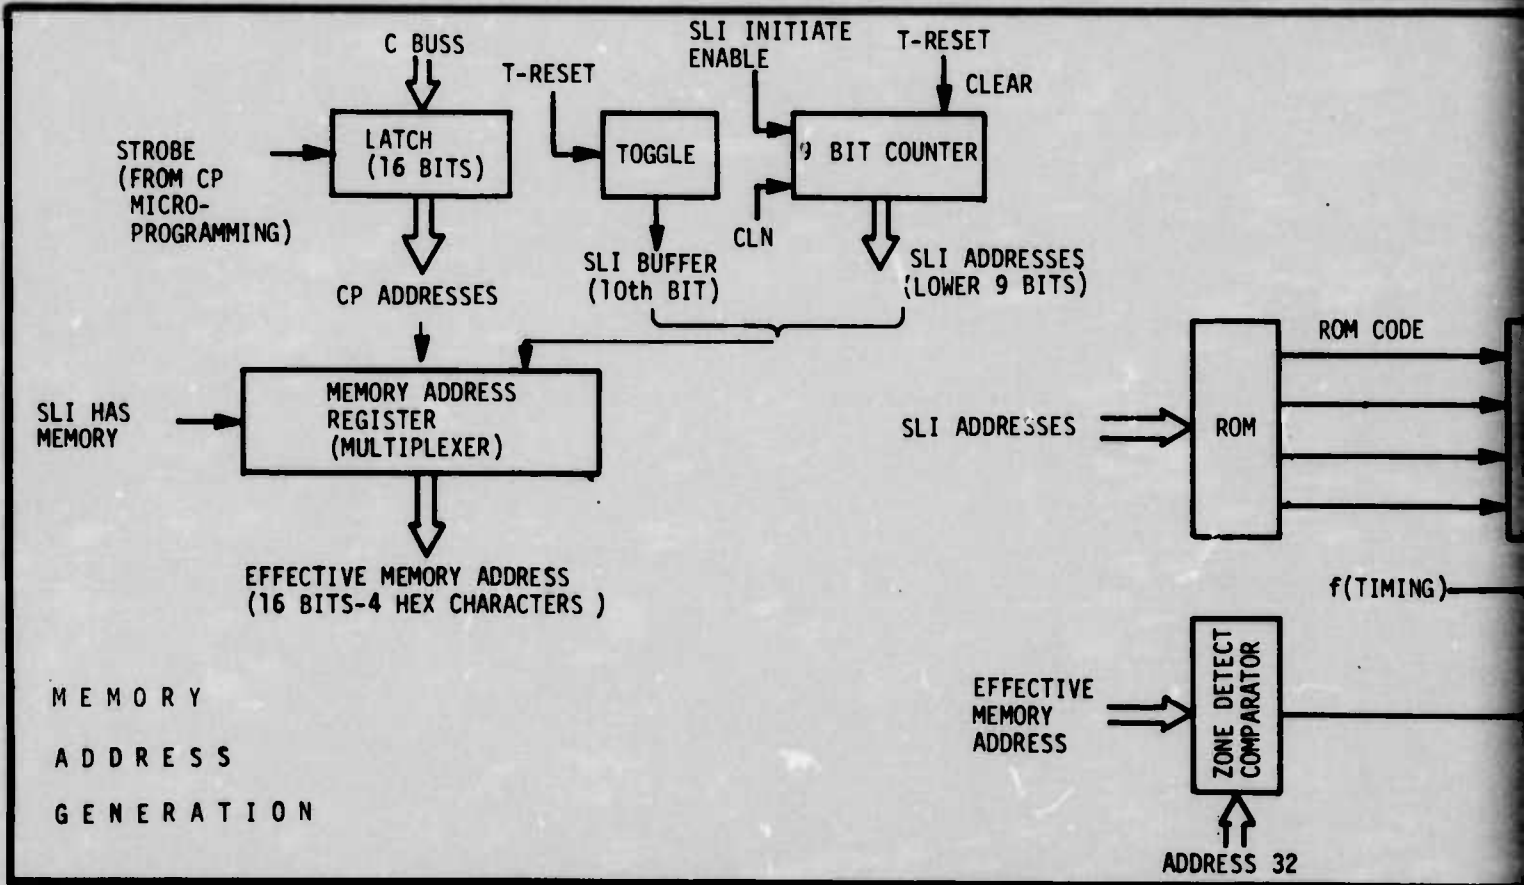 C BUSS
T-RESET
SLI INITIATE
ENABLE
T-RESET
CLEAR
STROBE
(FROM CP
MICRO-
PROGRAMMING)
LATCH
(16 BITS)
TOGGLE
9 BIT COUNTER
CLN
CP ADDRESSES
SLI BUFFER
(10th BIT)
SLI ADDRESSES
(LOWER 9 BITS)
SLI HAS
MEMORY
MEMORY ADDRESS
REGISTER
(MULTIPLEXER)
EFFECTIVE MEMORY ADDRESS
(16 BITS-4 HEX CHARACTERS )
SLI ADDRESSES
ROM
ROM CODE
f(TIMING)
EFFECTIVE
MEMORY
ADDRESS
ZONE DETECT
COMPARATOR
ADDRESS 32
MEMORY
ADDRESS
GENERATION